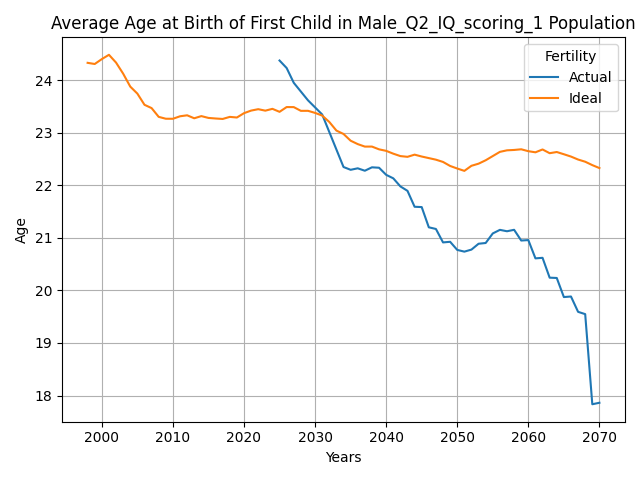 Average Age at Birth of First Child in Male_Q2_IQ_scoring_1 Population
Fertility
Actual
Ideal
Age
24
23
22
21
20
19
18
2000 2010 2020 2030 2040 2050 2060 2070
Years